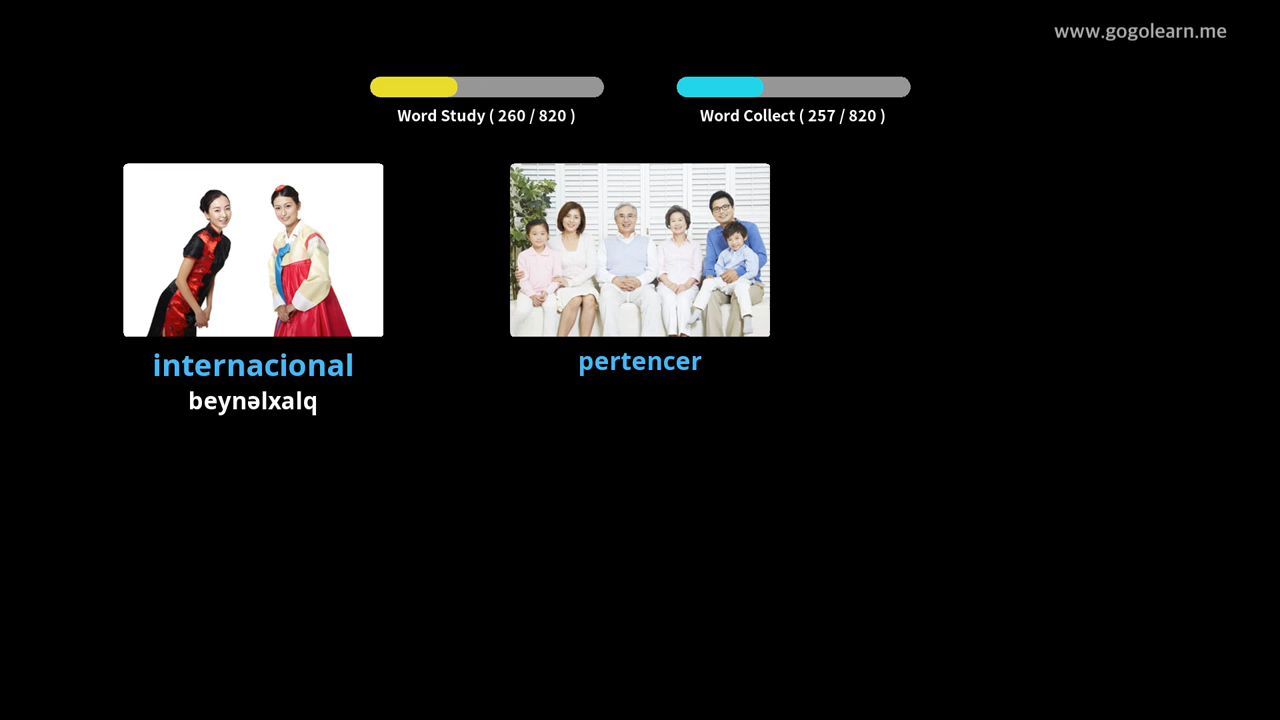 www.gogolearn.me
Word Study ( 260 / 820 )
Word Collect ( 257 / 820 )
internacional
beynəlxalq
pertencer